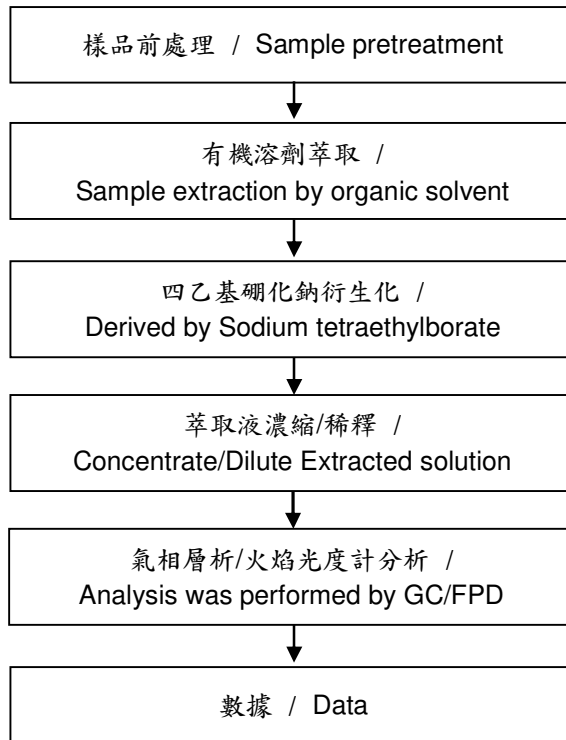 樣品前處理 / Sample pretreatment
有機溶劑萃取 /
Sample extraction by organic solvent
四乙基硼化鈉衍生化 /
Derived by Sodium tetraethylborate
萃取液濃縮/稀釋 /
Concentrate/Dilute Extracted solution
氣相層析/火焰光度計分析 /
Analysis was performed by GC/FPD
數據 / Data